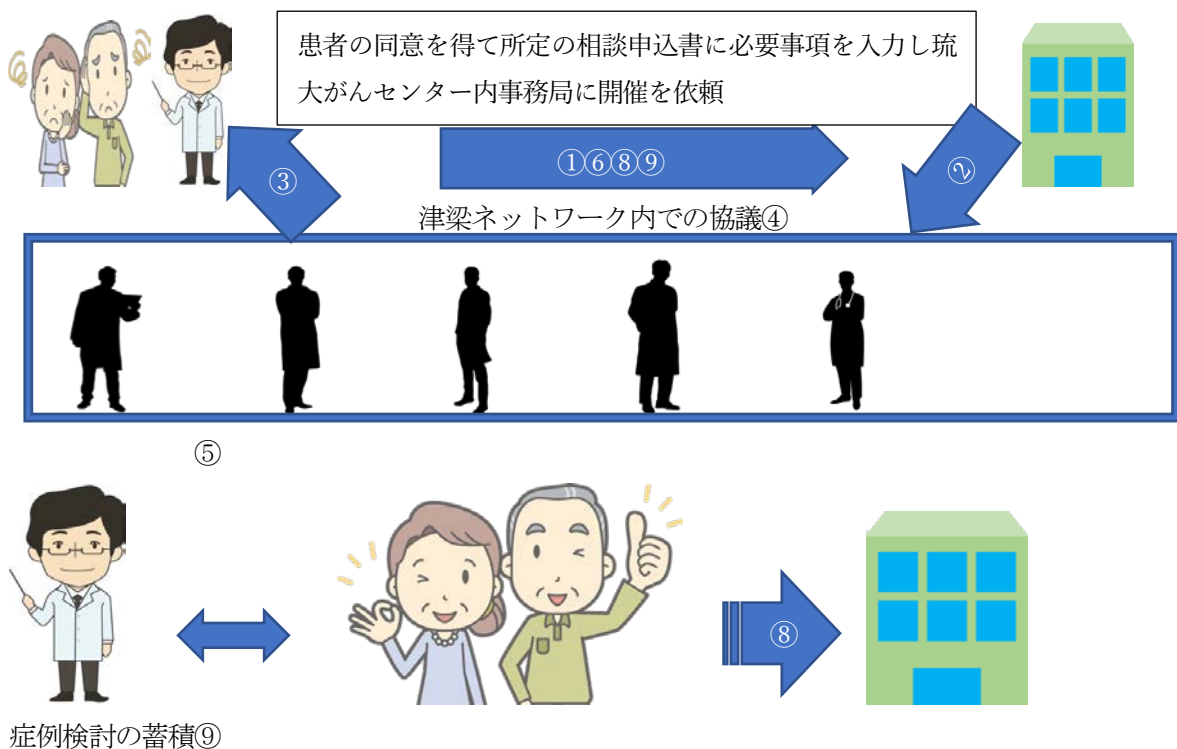 患者の同意を得て所定の相談申込書に必要事項を入力し琉
大がんセンター内事務局に開催を依頼
①⑥⑧⑨
②
③
津梁ネットワーク内での協議④
⑤
⑧
症例検討の蓄積⑨